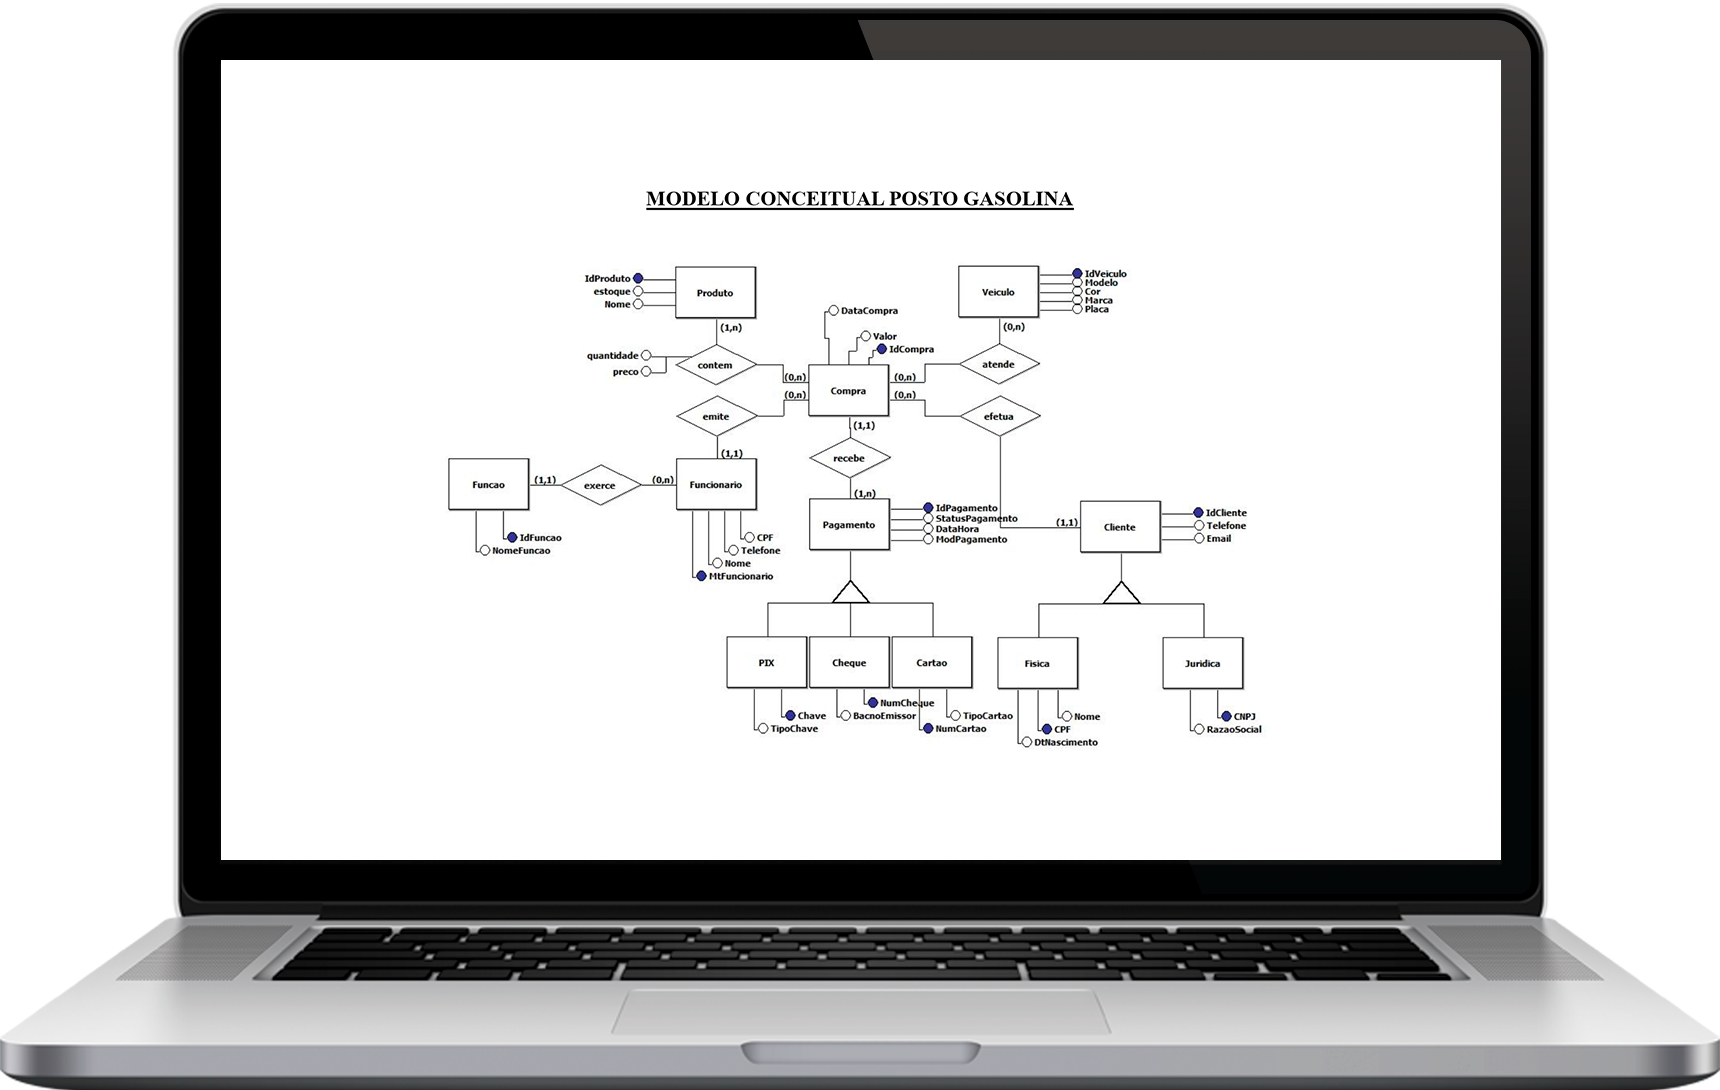 MODELO CONCEITUAL POSTO GASOLINA
IdProduto
estoque
Nome
Produto
(1,n)
quantidade
preco
contem
(0,n)
DataCompra
Valor
IdCompra
Compra
Veiculo
IdVeiculo
Modelo
Cor
Marca
Placa
(0,n)
atende
(0,n)
(0,n)
emite
(1,1)
(0,n)
efetua
(1,1)
(1,1)
recebe
(1,n)
Funcao
(1,1)
exerce
(0,n)
Funcionario
IdFuncao
NomeFuncao
CPF
Telefone
Nome
MtFuncionario
Pagamento
IdPagamento
StatusPagamento
DataHora
ModPagamento
Cliente
IdCliente
Telefone
Email
PIX
Cheque
Cartao
Chave
TipoChave
NumCheque
BacnoEmissor
TipoCartao
NumCartao
Fisica
Juridica
Nome
CPF
DtNascimento
CNPJ
RazaoSocial